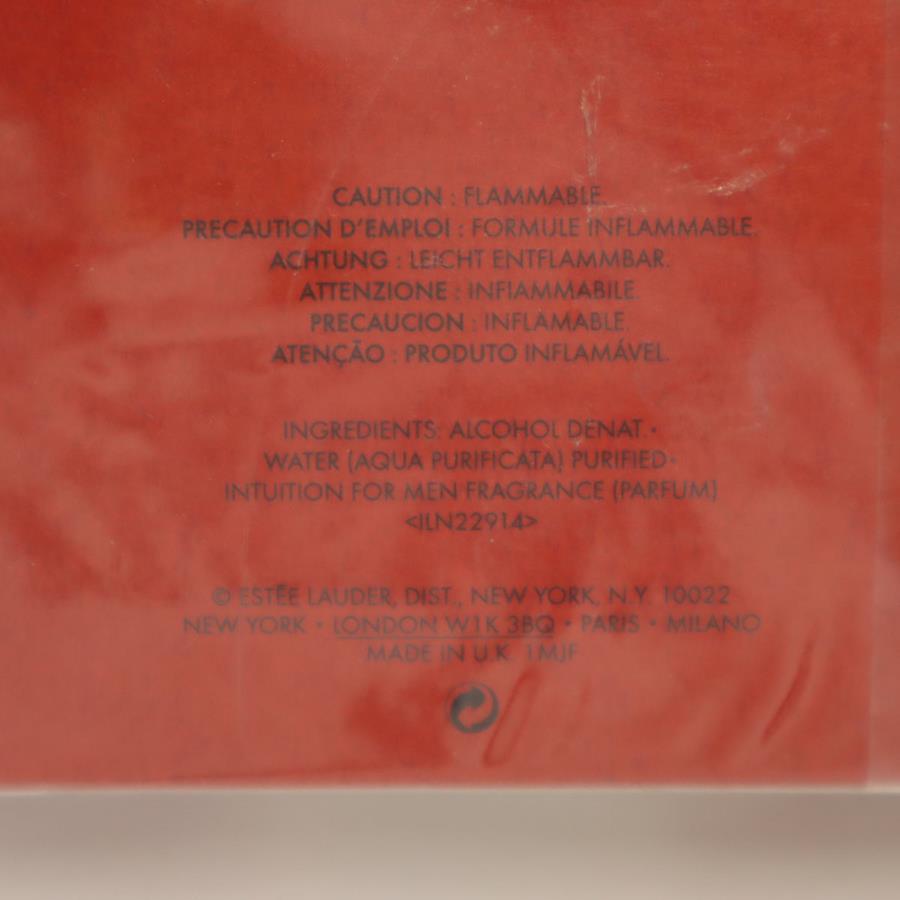 CAUTION : FLAMMABLE.
PRECAUTION D'EMPLOI : FORMULE INFLAMMABLE.
ACHTUNG : LEICHT ENTFLAMMBAR.
ATTENZIONE : INFIAMMABILE.
PRECAUCION : INFLAMABLE.
ATENÇÃO : PRODUTO INFLAMÁVEL.
INGREDIENTS: ALCOHOL DENAT. •
WATER (AQUA PURIFICATA) PURIFIED •
INTUITION FOR MEN FRAGRANCE (PARFUM)
<ILN22914>
© ESTĒE LAUDER, DIST., NEW YORK, N.Y. 10022
NEW YORK • LONDON W1K 3BQ • PARIS • MILANO
MADE IN U.K. 1MJF